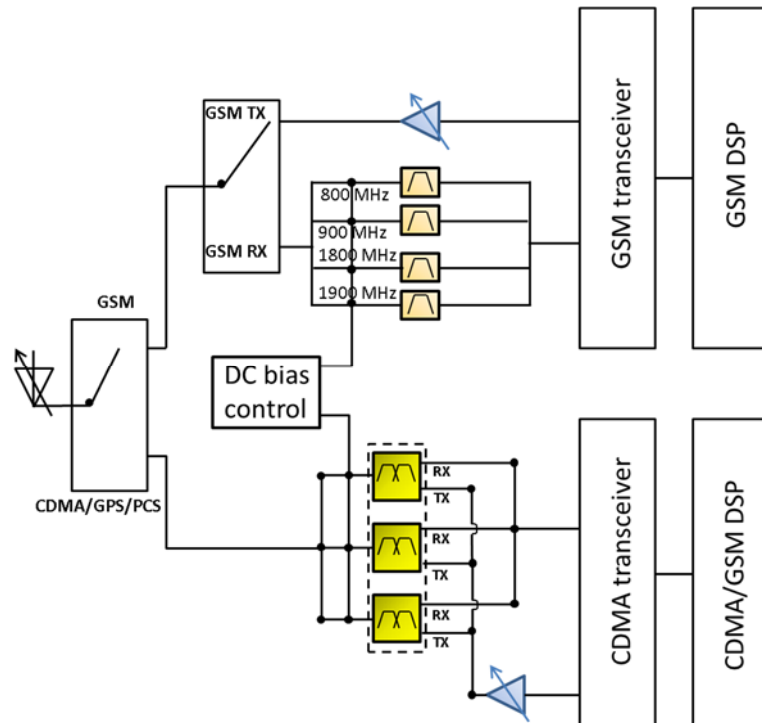 GSM TX
800 MHz
900 MHz
GSM RX
1800 MHz
1900 MHz
GSM transceiver
GSM DSP
GSM
DC bias
control
CDMA/GPS/PCS
RX
TX
RX
TX
RX
TX
CDMA transceiver
CDMA/GSM DSP